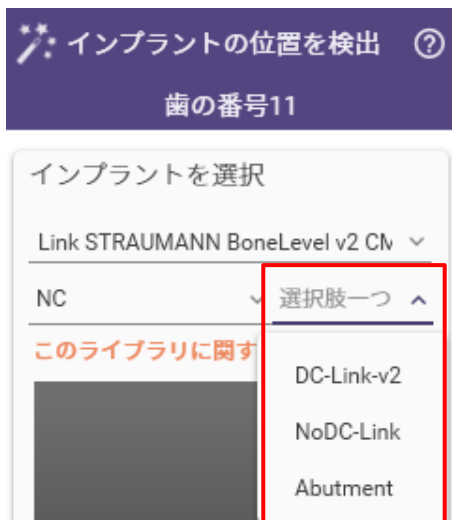 インプラントの位置を検出
歯の番号11
インプラントを選択
Link STRAUMANN BoneLevel v2 CM
NC
選択肢一つ
このライブラリに関す
DC-Link-v2
NoDC-Link
Abutment